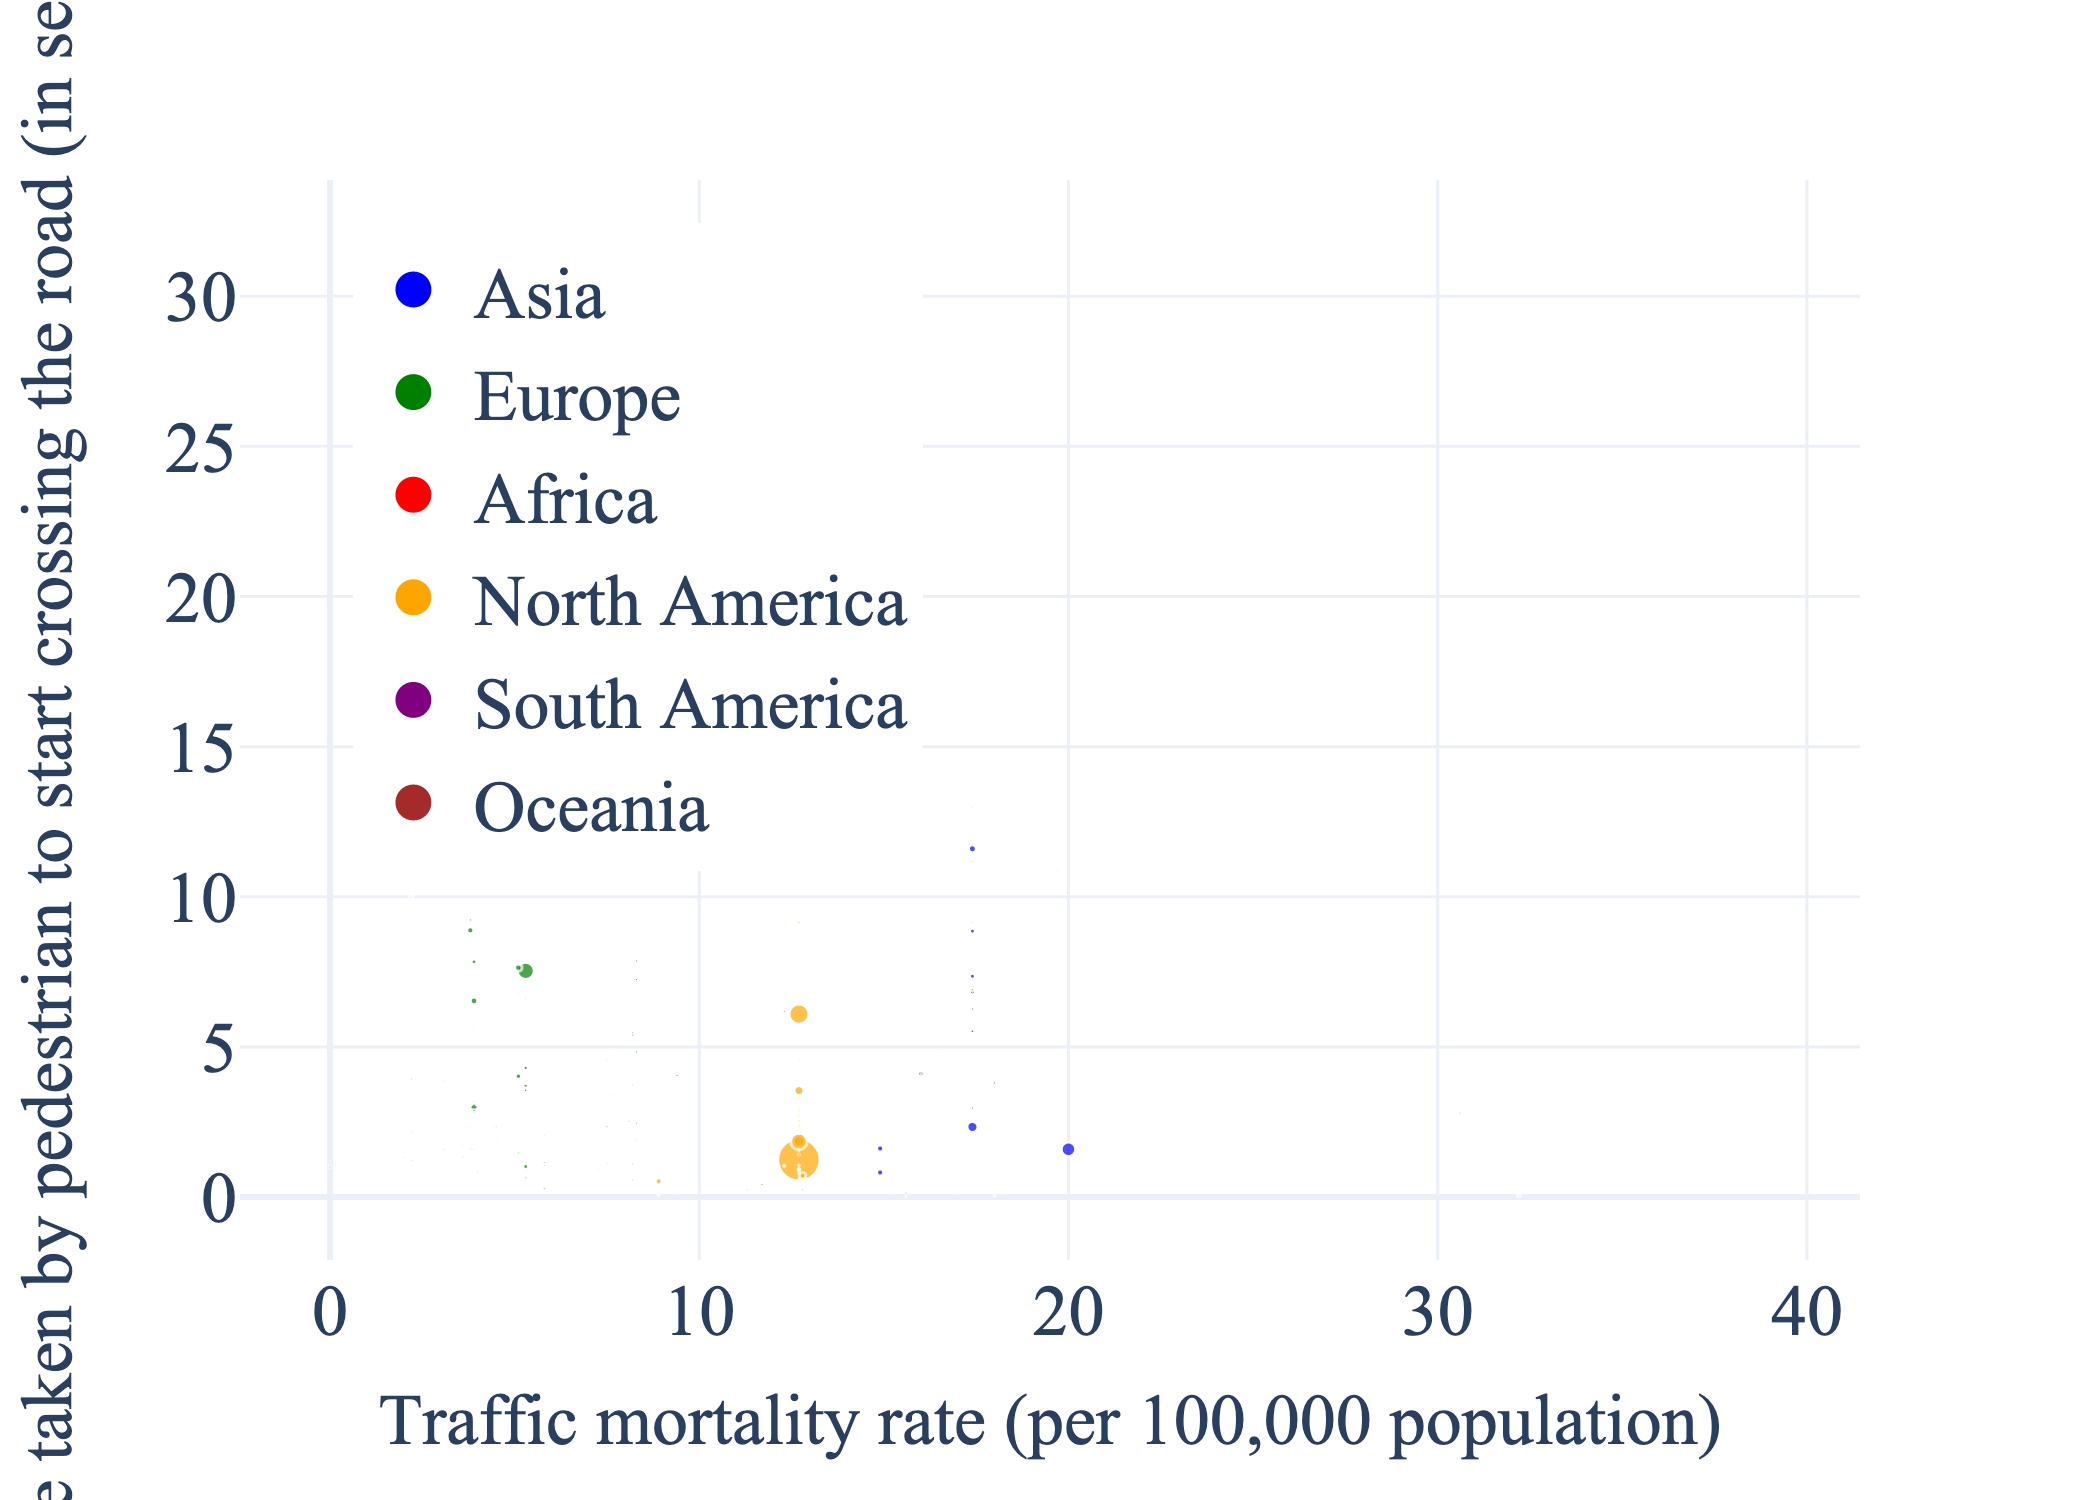 taken by pedestrian to start crossing the road (in
30
25
20
15
10
5
0
Asia
Europe
Africa
North America
South America
Oceania
0 10 20 30 40
Traffic mortality rate (per 100,000 population)